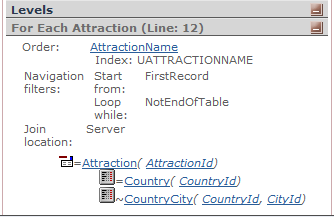 Levels
For Each Attraction (Line: 12)
Order: AttractionName
Index: UATTRACTIONNAME
Navigation filters: Start from: FirstRecord
Loop while: NotEndOfTable
Join location: Server
=Attraction( AttractionId)
=Country( CountryId)
~CountryCity( CountryId, CityId)